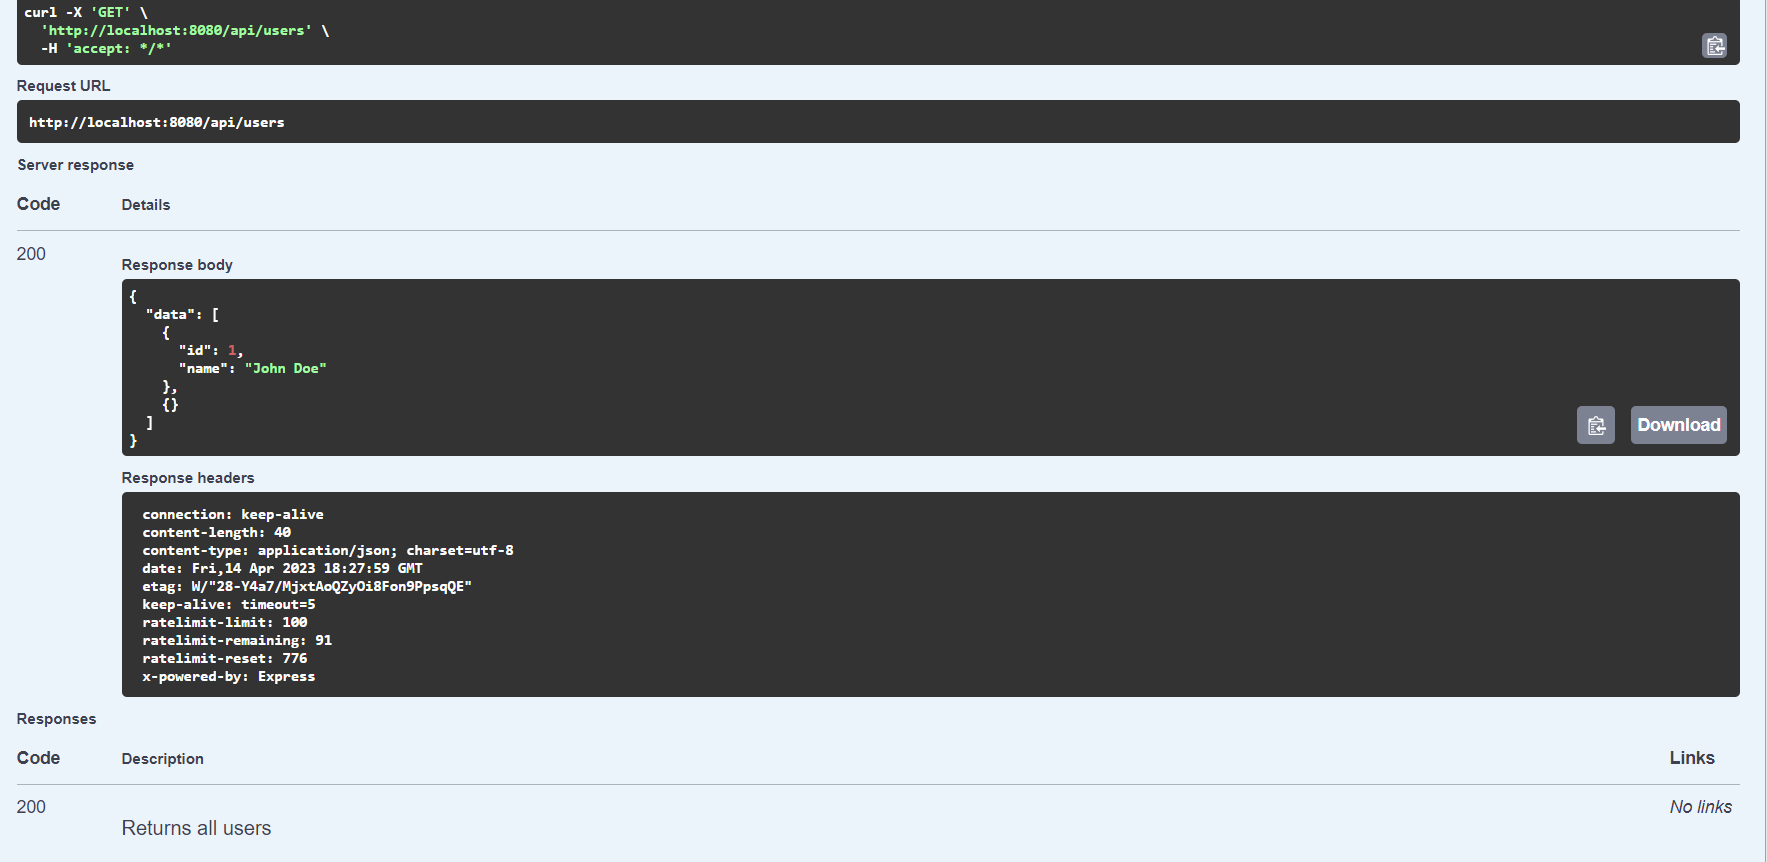 curl -X 'GET' \
  'http://localhost:8080/api/users' \
  -H 'accept: */*'
Request URL
http://localhost:8080/api/users
Server response
Code Details
200
Response body
{
  "data": [
    {
      "id": 1,
      "name": "John Doe"
    },
    {}
  ]
}
Download
Response headers
connection: keep-alive
content-length: 40
content-type: application/json; charset=utf-8
date: Fri,14 Apr 2023 18:27:59 GMT
etag: W/"28-Y4a7/MjxtAoQZyOi8Fon9PpsqQE"
keep-alive: timeout=5
ratelimit-limit: 100
ratelimit-remaining: 91
ratelimit-reset: 776
x-powered-by: Express
Responses
Code Description Links
200 No links
Returns all users